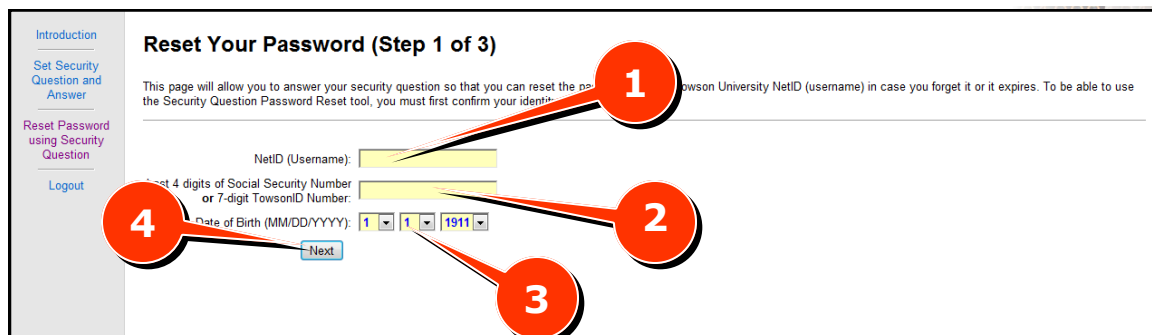 Introduction
Set Security
Question and
Answer
Reset Password
using Security
Question
Logout
Reset Your Password (Step 1 of 3)
This page will allow you to answer your security question so that you can reset the University NetID (username) in case you forget it or it expires. To be able to use
the Security Question Password Reset tool, you must first confirm your
1
NetID (Username):
4 digits of Social Security Number
or 7-digit TowsonID Number:
2
Date of Birth (MM/DD/YYYY): 1 1 1911
3
4
Next